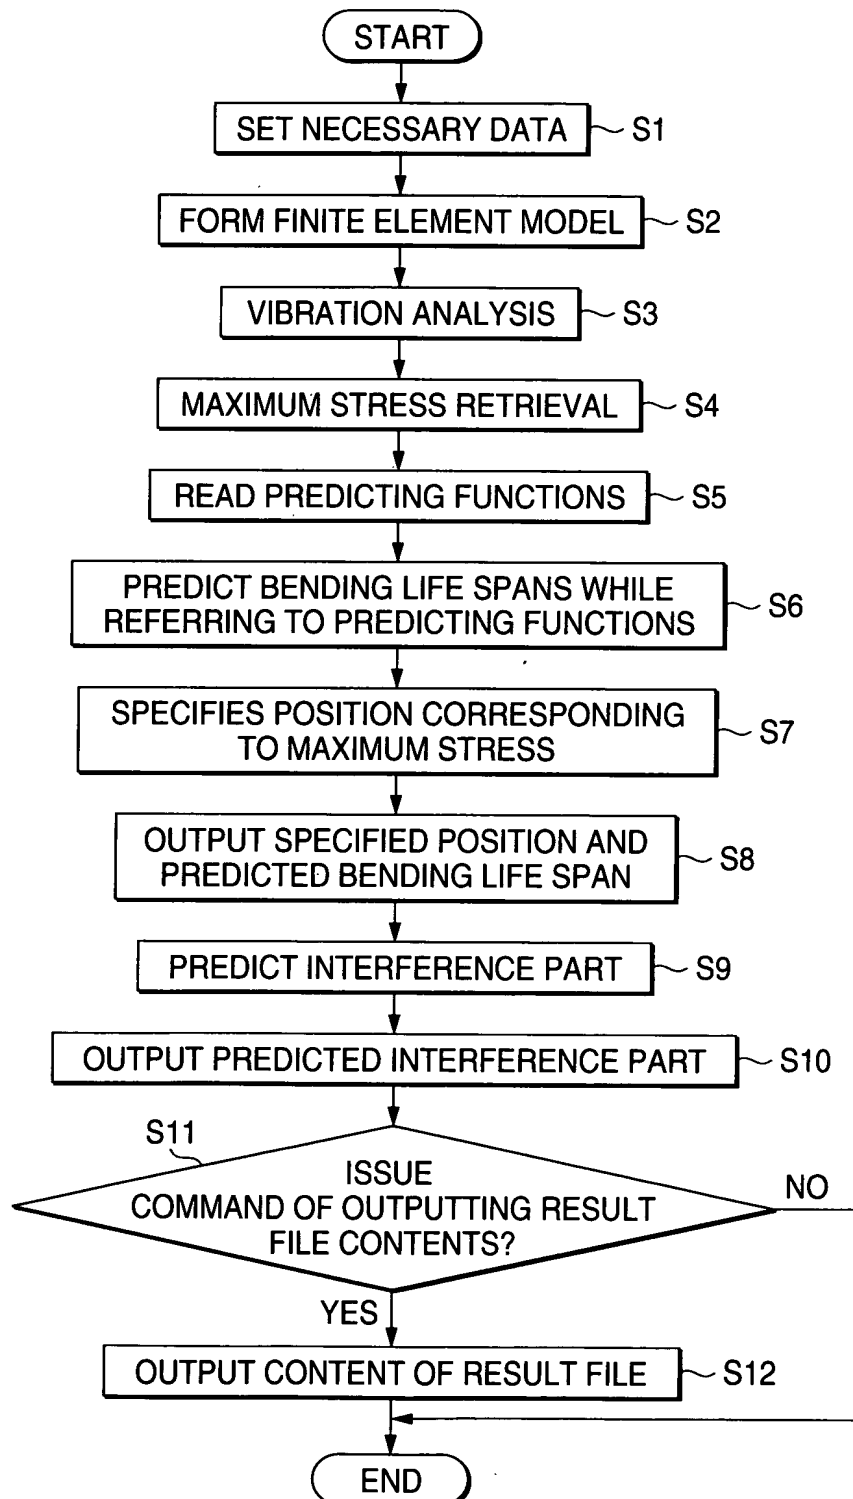 START
SET NECESSARY DATA
S1
FORM FINITE ELEMENT MODEL
S2
VIBRATION ANALYSIS
S3
MAXIMUM STRESS RETRIEVAL
S4
READ PREDICTING FUNCTIONS
S5
PREDICT BENDING LIFE SPANS WHILE
REFERRING TO PREDICTING FUNCTIONS
S6
SPECIFIES POSITION CORRESPONDING
TO MAXIMUM STRESS
S7
OUTPUT SPECIFIED POSITION AND
PREDICTED BENDING LIFE SPAN
S8
PREDICT INTERFERENCE PART
S9
OUTPUT PREDICTED INTERFERENCE PART
S10
S11
ISSUE
COMMAND OF OUTPUTTING RESULT
FILE CONTENTS?
NO
YES
OUTPUT CONTENT OF RESULT FILE
S12
END